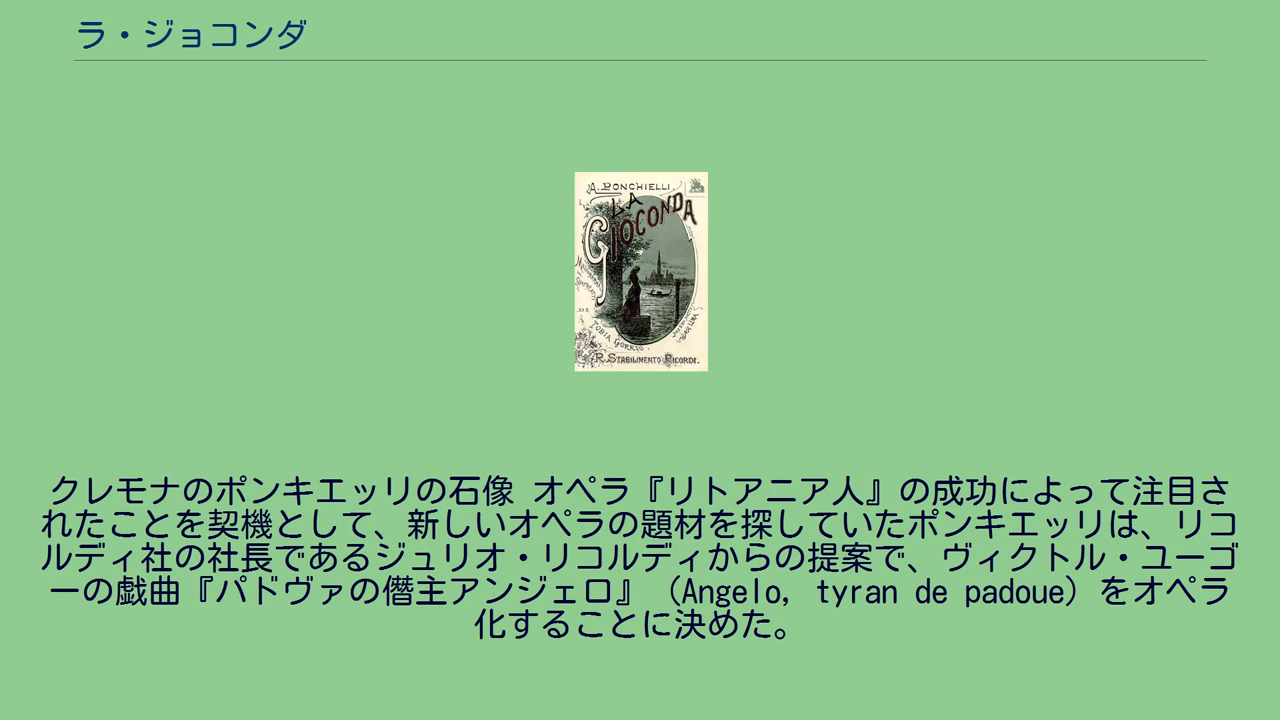 ラ・ジョコンダ
A. PONCHIELLI.
LA
GIOCONDA
DI
TOBIA GORRIO.
R. STABILIMENTO RICORDI.
クレモナのポンキエッリの石像 オペラ『リトアニア人』の成功によって注目さ
れたことを契機として、新しいオペラの題材を探していたポンキエッリは、リコ
ルディ社の社長であるジュリオ・リコルディからの提案で、ヴィクトル・ユーゴ
ーの戯曲『パドヴァの僭主アンジェロ』（Angelo, tyran de padoue）をオペラ
化することに決めた。